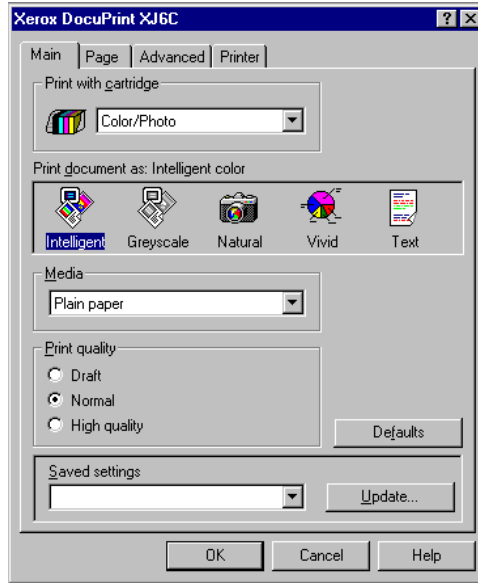 Xerox DocuPrint XJ6C
Main Page Advanced Printer
Print with cartridge
Color/Photo
Print document as: Intelligent color
Intelligent Greyscale Natural Vivid Text
Media
Plain paper
Print quality
Draft
Normal
High quality
Defaults
Saved settings
Update...
OK Cancel Help